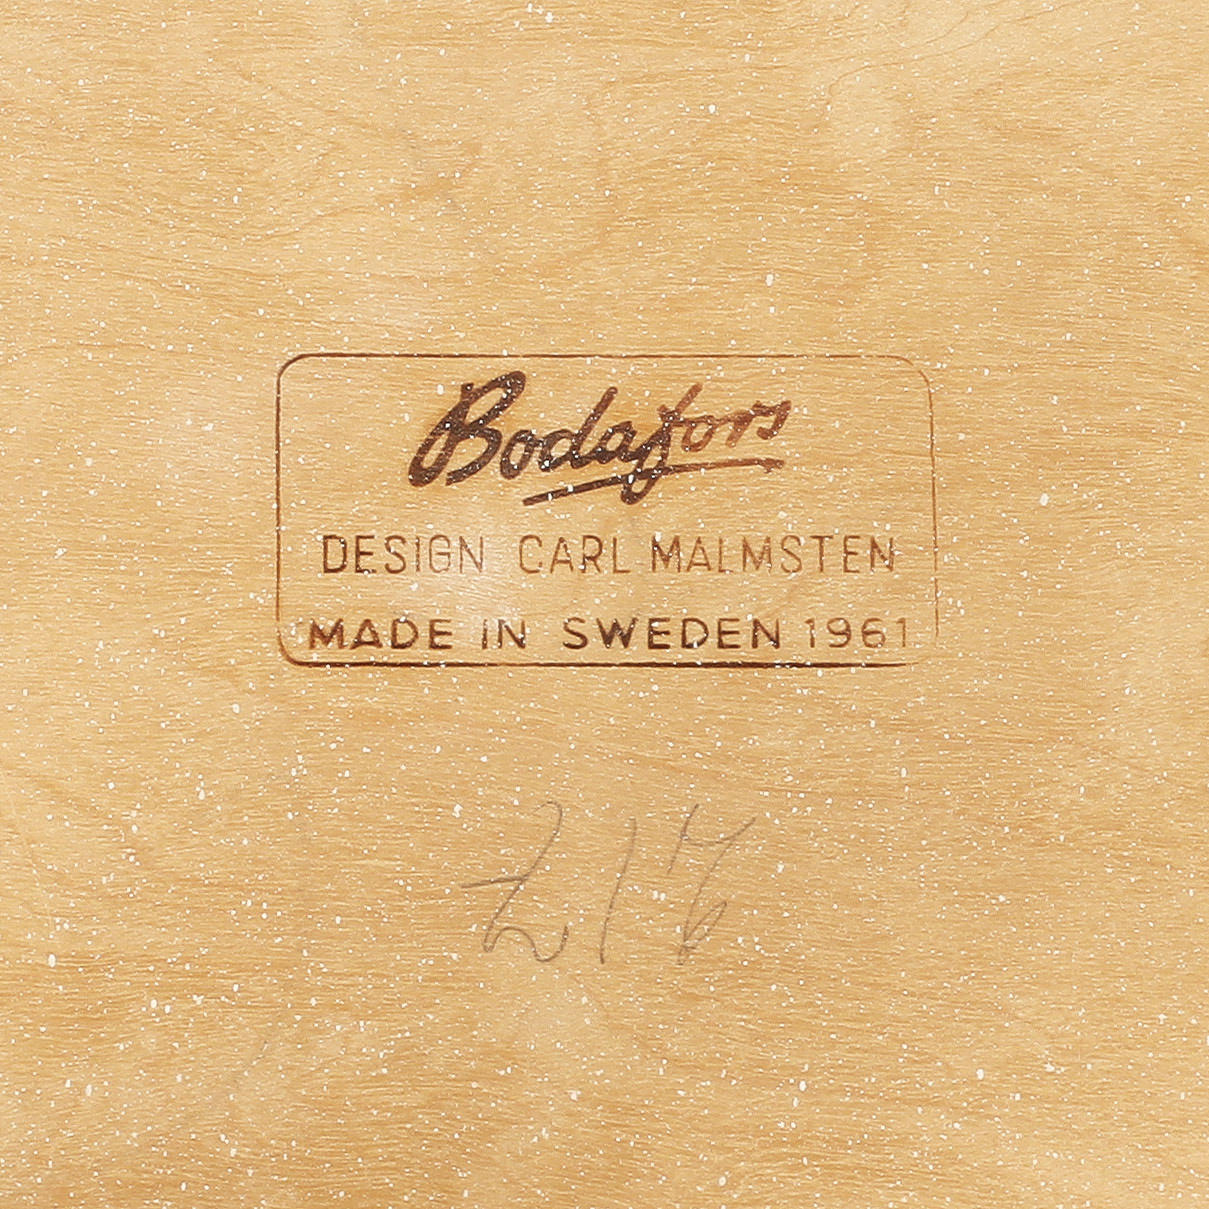 Bodafors
DESIGN CARL MALMSTEN
MADE IN SWEDEN 1961